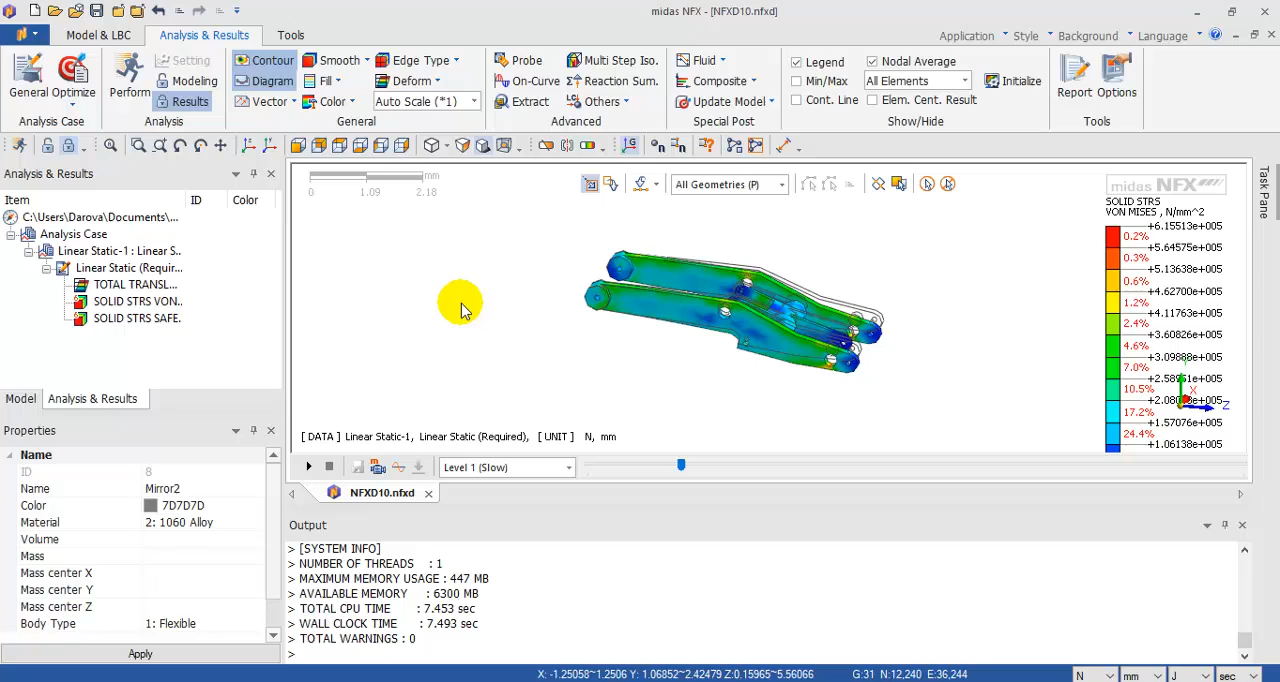 midas NFX - [NFXD10.nfxd]
Model & LBC
Analysis & Results
Tools
Application
Style
Background
Language
General
Optimize
Perform
Setting
Modeling
Results
Contour
Diagram
Vector
Smooth
Fill
Color
Edge Type
Deform
Auto Scale (*1)
Probe
On-Curve
Extract
Multi Step Iso.
Reaction Sum.
Others
Fluid
Composite
Update Model
Legend
Min/Max
Cont. Line
Nodal Average
All Elements
Elem. Cent. Result
Initialize
Report
Options
Analysis Case
Analysis
General
Advanced
Special Post
Show/Hide
Tools
Analysis & Results
Item ID Color
C:\Users\Darova\Documents\...
Analysis Case
Linear Static-1 : Linear S..
Linear Static (Requir...
TOTAL TRANSL...
SOLID STRS VON..
SOLID STRS SAFE.
Model
Analysis & Results
Properties
Name
ID 8
Name Mirror2
Color 7D7D7D
Material 2: 1060 Alloy
Volume
Mass
Mass center X
Mass center Y
Mass center Z
Body Type 1: Flexible
Apply
mm
0 1.09 2.18
All Geometries (P)
midas NFX
SOLID STRS
VON MISES , N/mm^2
+6.15513e+005
0.2%
+5.64575e+005
0.3%
+5.13638e+005
0.6%
+4.62700e+005
1.2%
+4.11763e+005
2.4%
+3.60826e+005
4.6%
+3.09888e+005
7.0%
+2.58951e+005
10.5%
17.2%
+1.57076e+005
24.4%
+1.06138e+005
X
Z
[ DATA ] Linear Static-1, Linear Static (Required), [ UNIT ] N, mm
Level 1 (Slow)
NFXD10.nfxd
Output
> [SYSTEM INFO]
> NUMBER OF THREADS : 1
> MAXIMUM MEMORY USAGE : 447 MB
> AVAILABLE MEMORY : 6300 MB
> TOTAL CPU TIME : 7.453 sec
> WALL CLOCK TIME : 7.493 sec
> TOTAL WARNINGS : 0
>
Task Pane
X: -1.25058~1.2506 Y: 1.06852~2.42479 Z:0.15965~5.56066
G:31 N:12,240 E:36,244
N
mm
J
sec